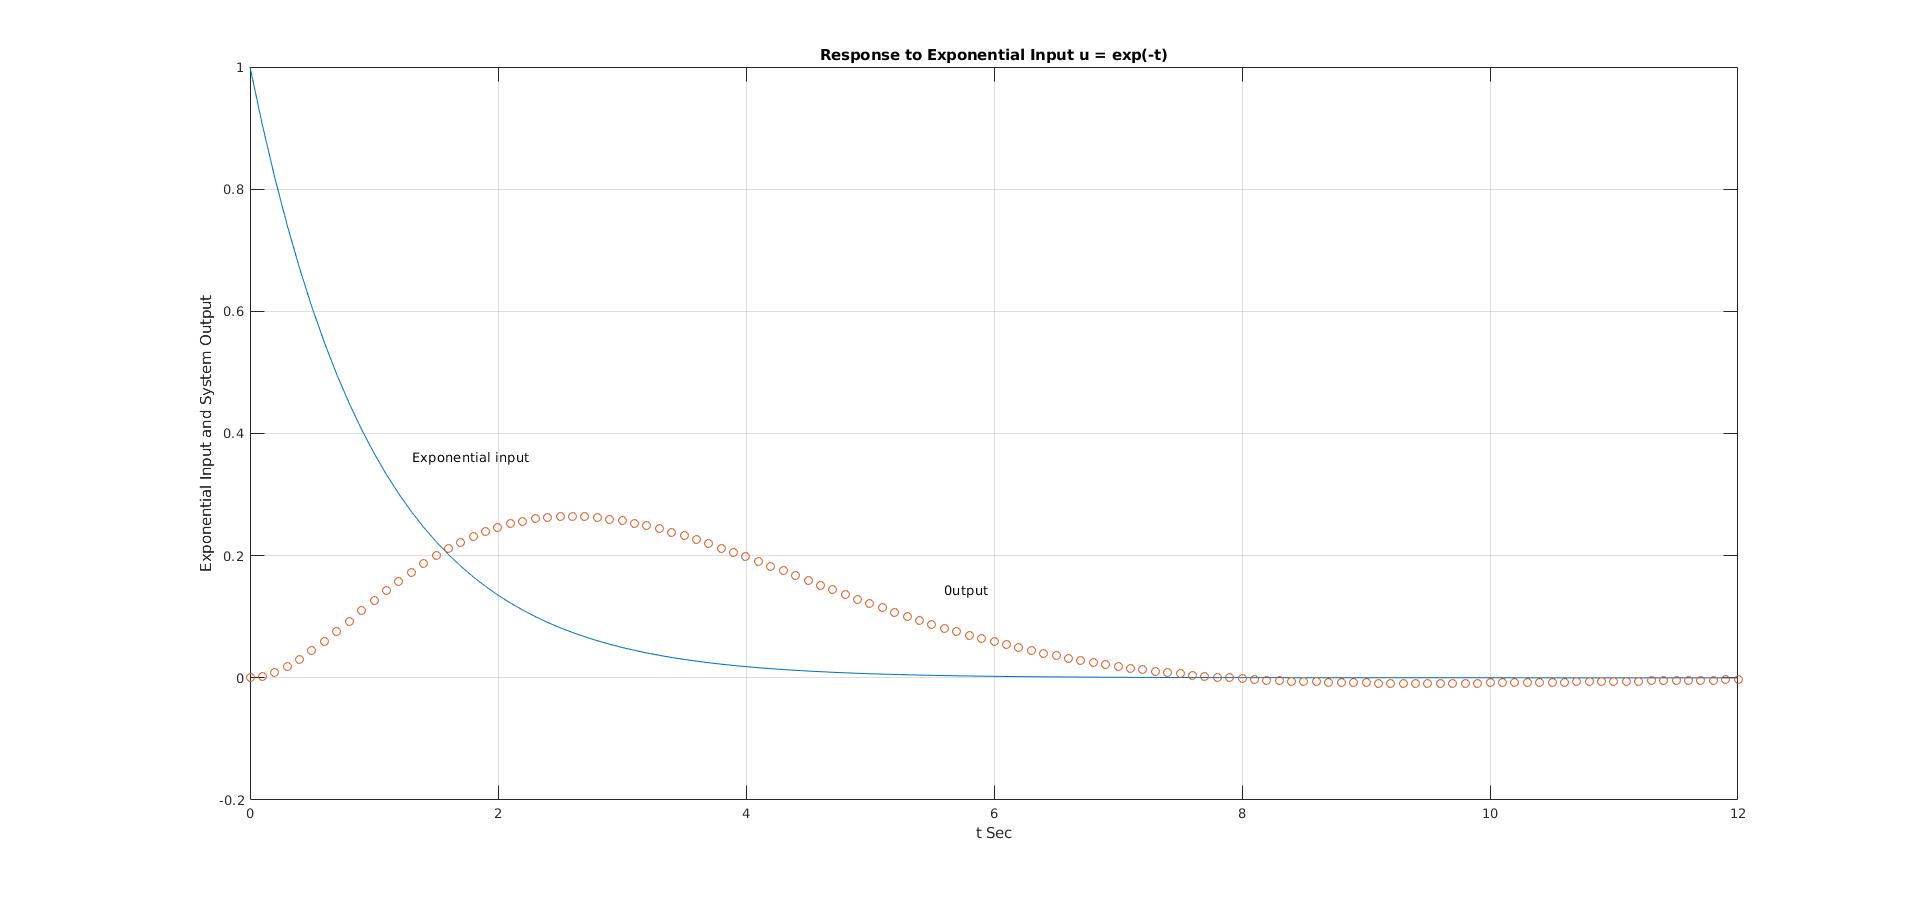 Response to Exponential Input u = exp(-t)
Exponential Input and System Output
1
0.8
0.6
0.4
0.2
0
-0.2
Exponential input
0utput
0
2
4
6
8
10
12
t Sec